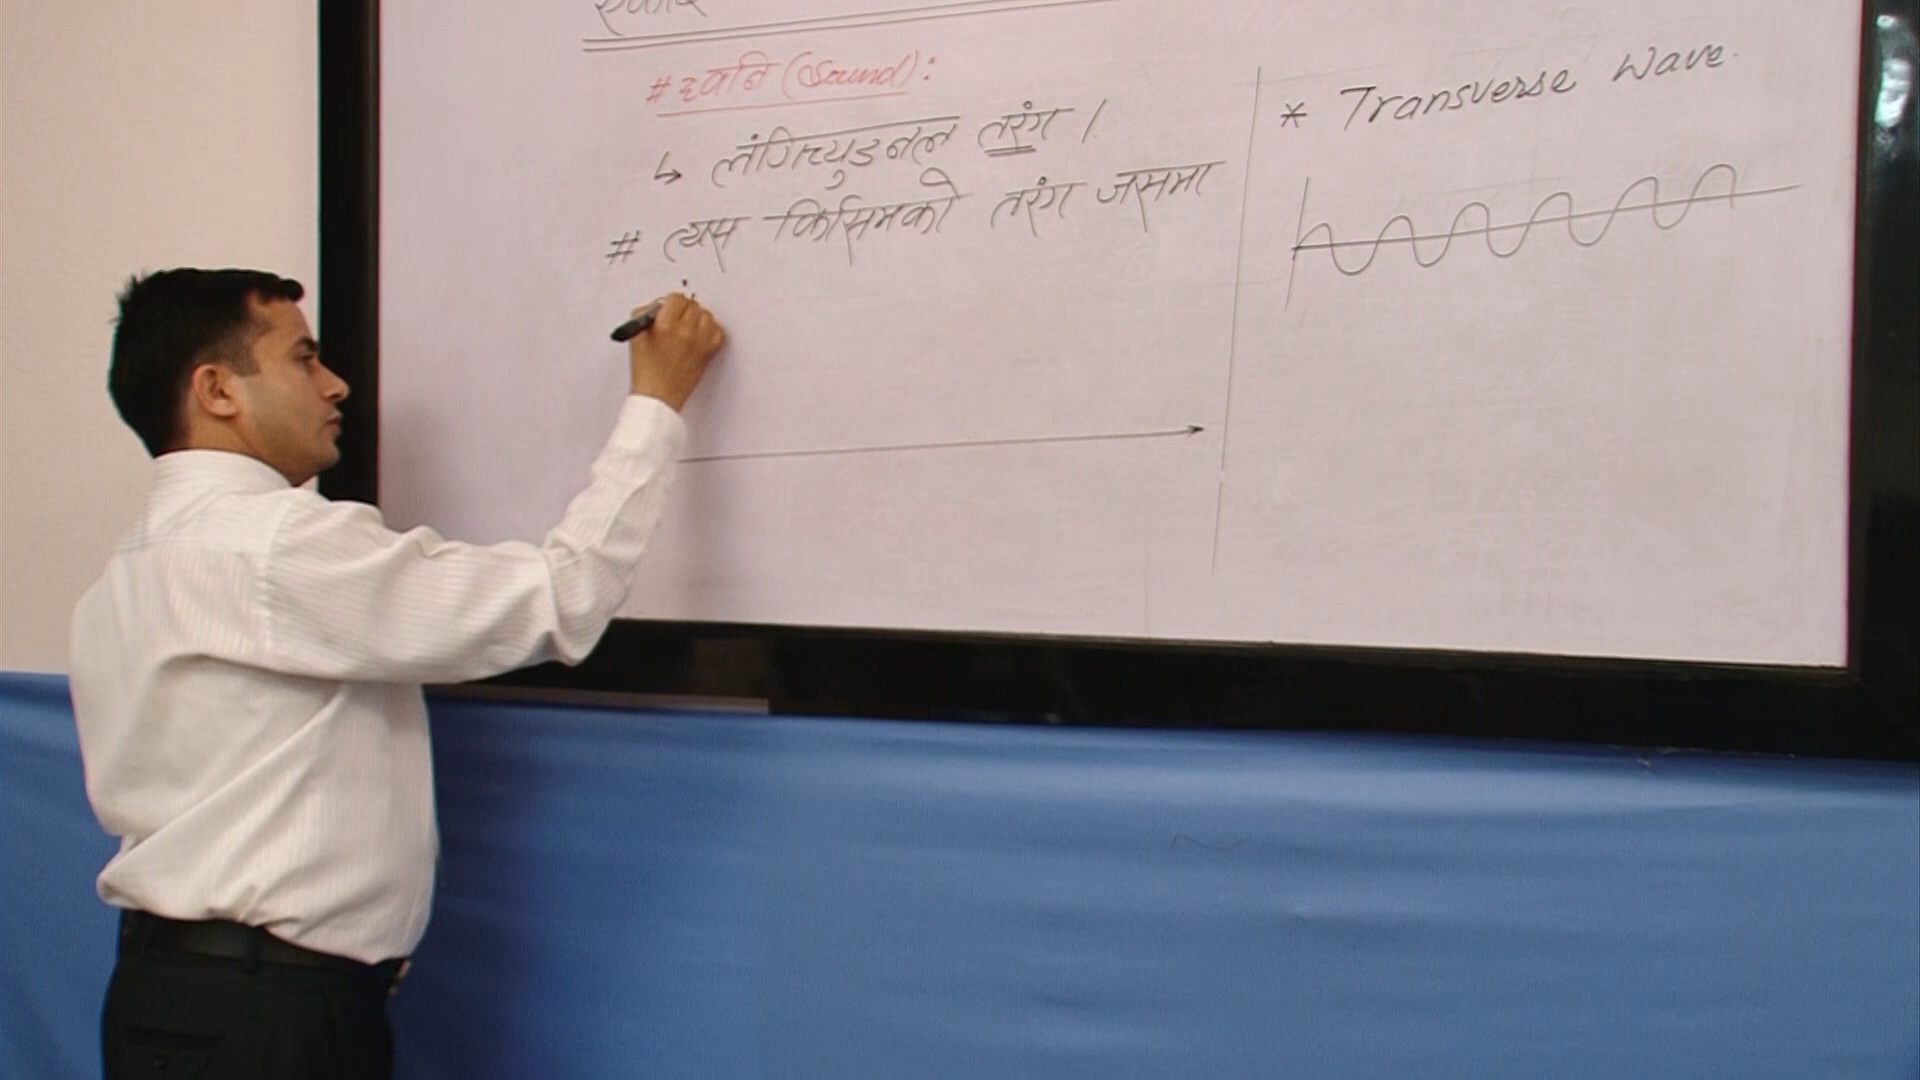 # ध्वनि (Sound):
↳ लंगिच्युडनल तरंग ।
# त्यस किसिमको तरंग जसमा
* Transverse Wave.